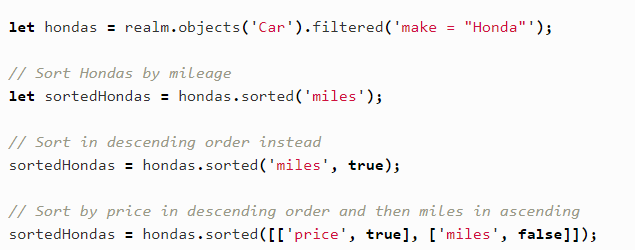 let hondas = realm.objects('Car').filtered('make = "Honda"');
// Sort Hondas by mileage
let sortedHondas = hondas.sorted('miles');
// Sort in descending order instead
sortedHondas = hondas.sorted('miles', true);
// Sort by price in descending order and then miles in ascending
sortedHondas = hondas.sorted([['price', true], ['miles', false]]);